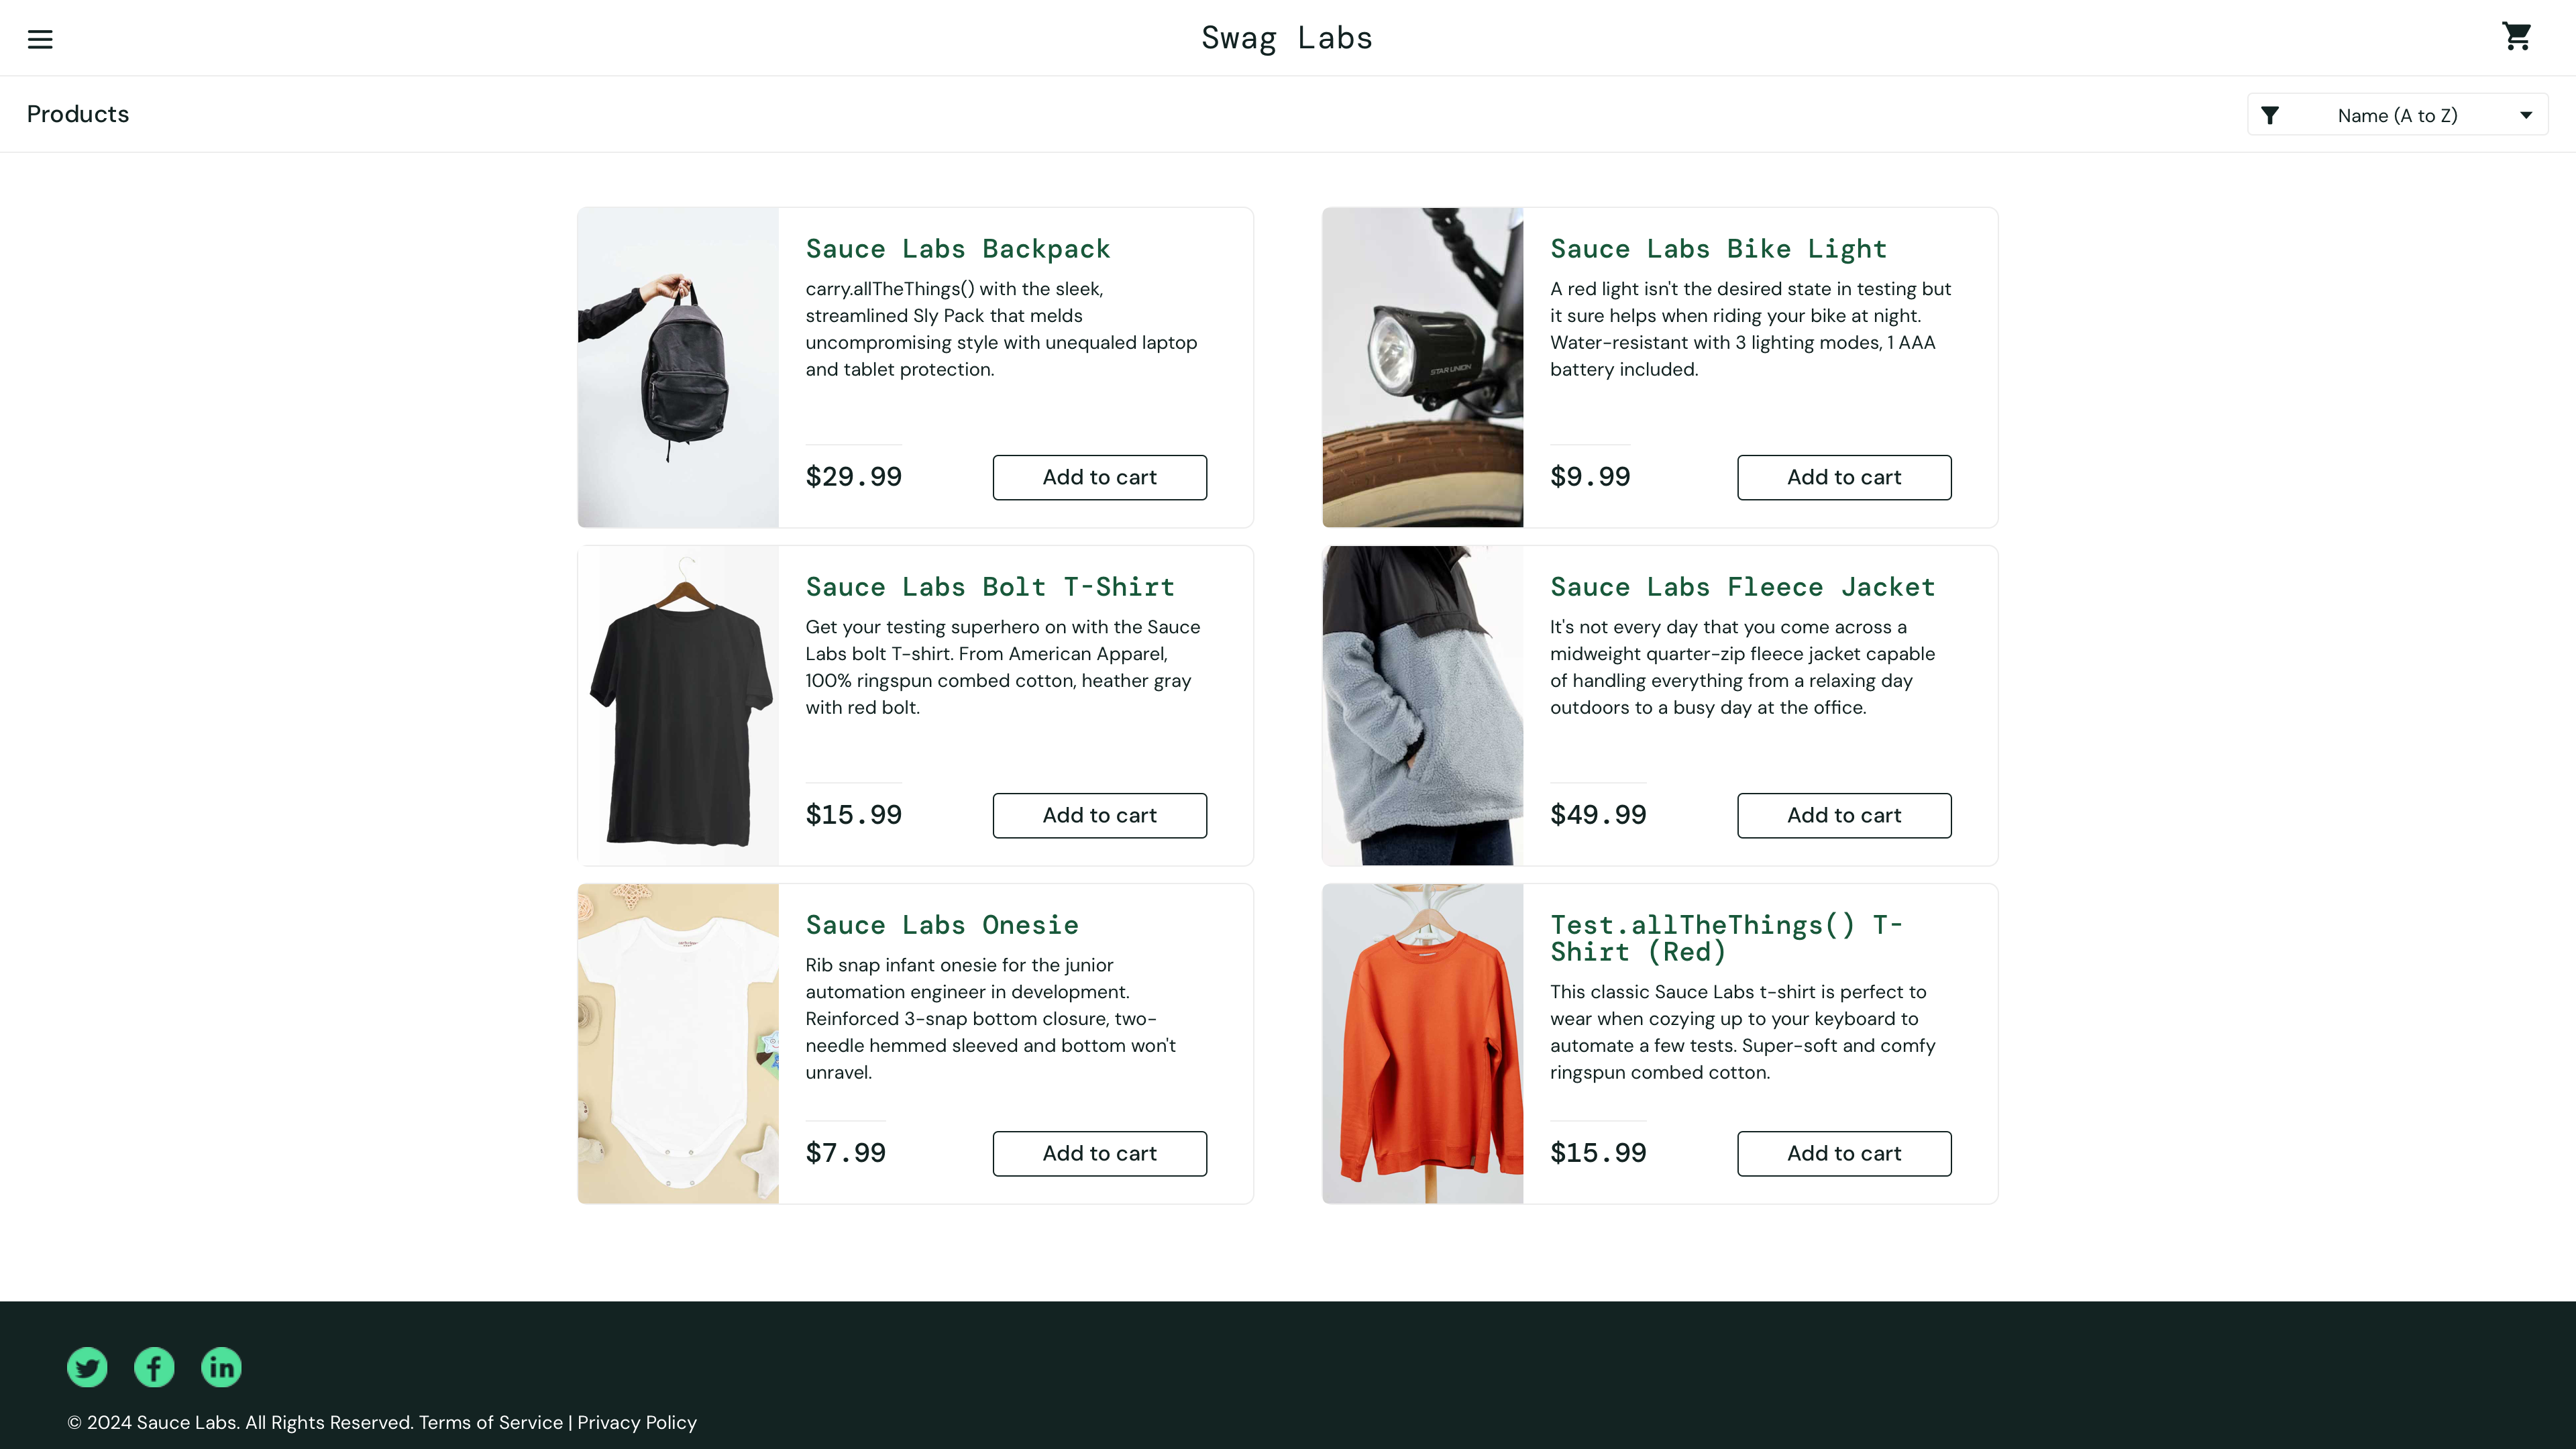 Swag Labs
Products
Name (A to Z)
Sauce Labs Backpack
carry.allTheThings() with the sleek,
streamlined Sly Pack that melds
uncompromising style with unequaled laptop
and tablet protection.
$29.99
Add to cart
Sauce Labs Bike Light
A red light isn't the desired state in testing but
it sure helps when riding your bike at night.
Water-resistant with 3 lighting modes, 1 AAA
battery included.
$9.99
Add to cart
STAR UNION
Sauce Labs Bolt T-Shirt
Get your testing superhero on with the Sauce
Labs bolt T-shirt. From American Apparel,
100% ringspun combed cotton, heather gray
with red bolt.
$15.99
Add to cart
Sauce Labs Fleece Jacket
It's not every day that you come across a
midweight quarter-zip fleece jacket capable
of handling everything from a relaxing day
outdoors to a busy day at the office.
$49.99
Add to cart
Sauce Labs Onesie
Rib snap infant onesie for the junior
automation engineer in development.
Reinforced 3-snap bottom closure, two-
needle hemmed sleeved and bottom won't
unravel.
$7.99
Add to cart
Test.allTheThings() T-
Shirt (Red)
This classic Sauce Labs t-shirt is perfect to
wear when cozying up to your keyboard to
automate a few tests. Super-soft and comfy
ringspun combed cotton.
$15.99
Add to cart
© 2024 Sauce Labs. All Rights Reserved. Terms of Service | Privacy Policy